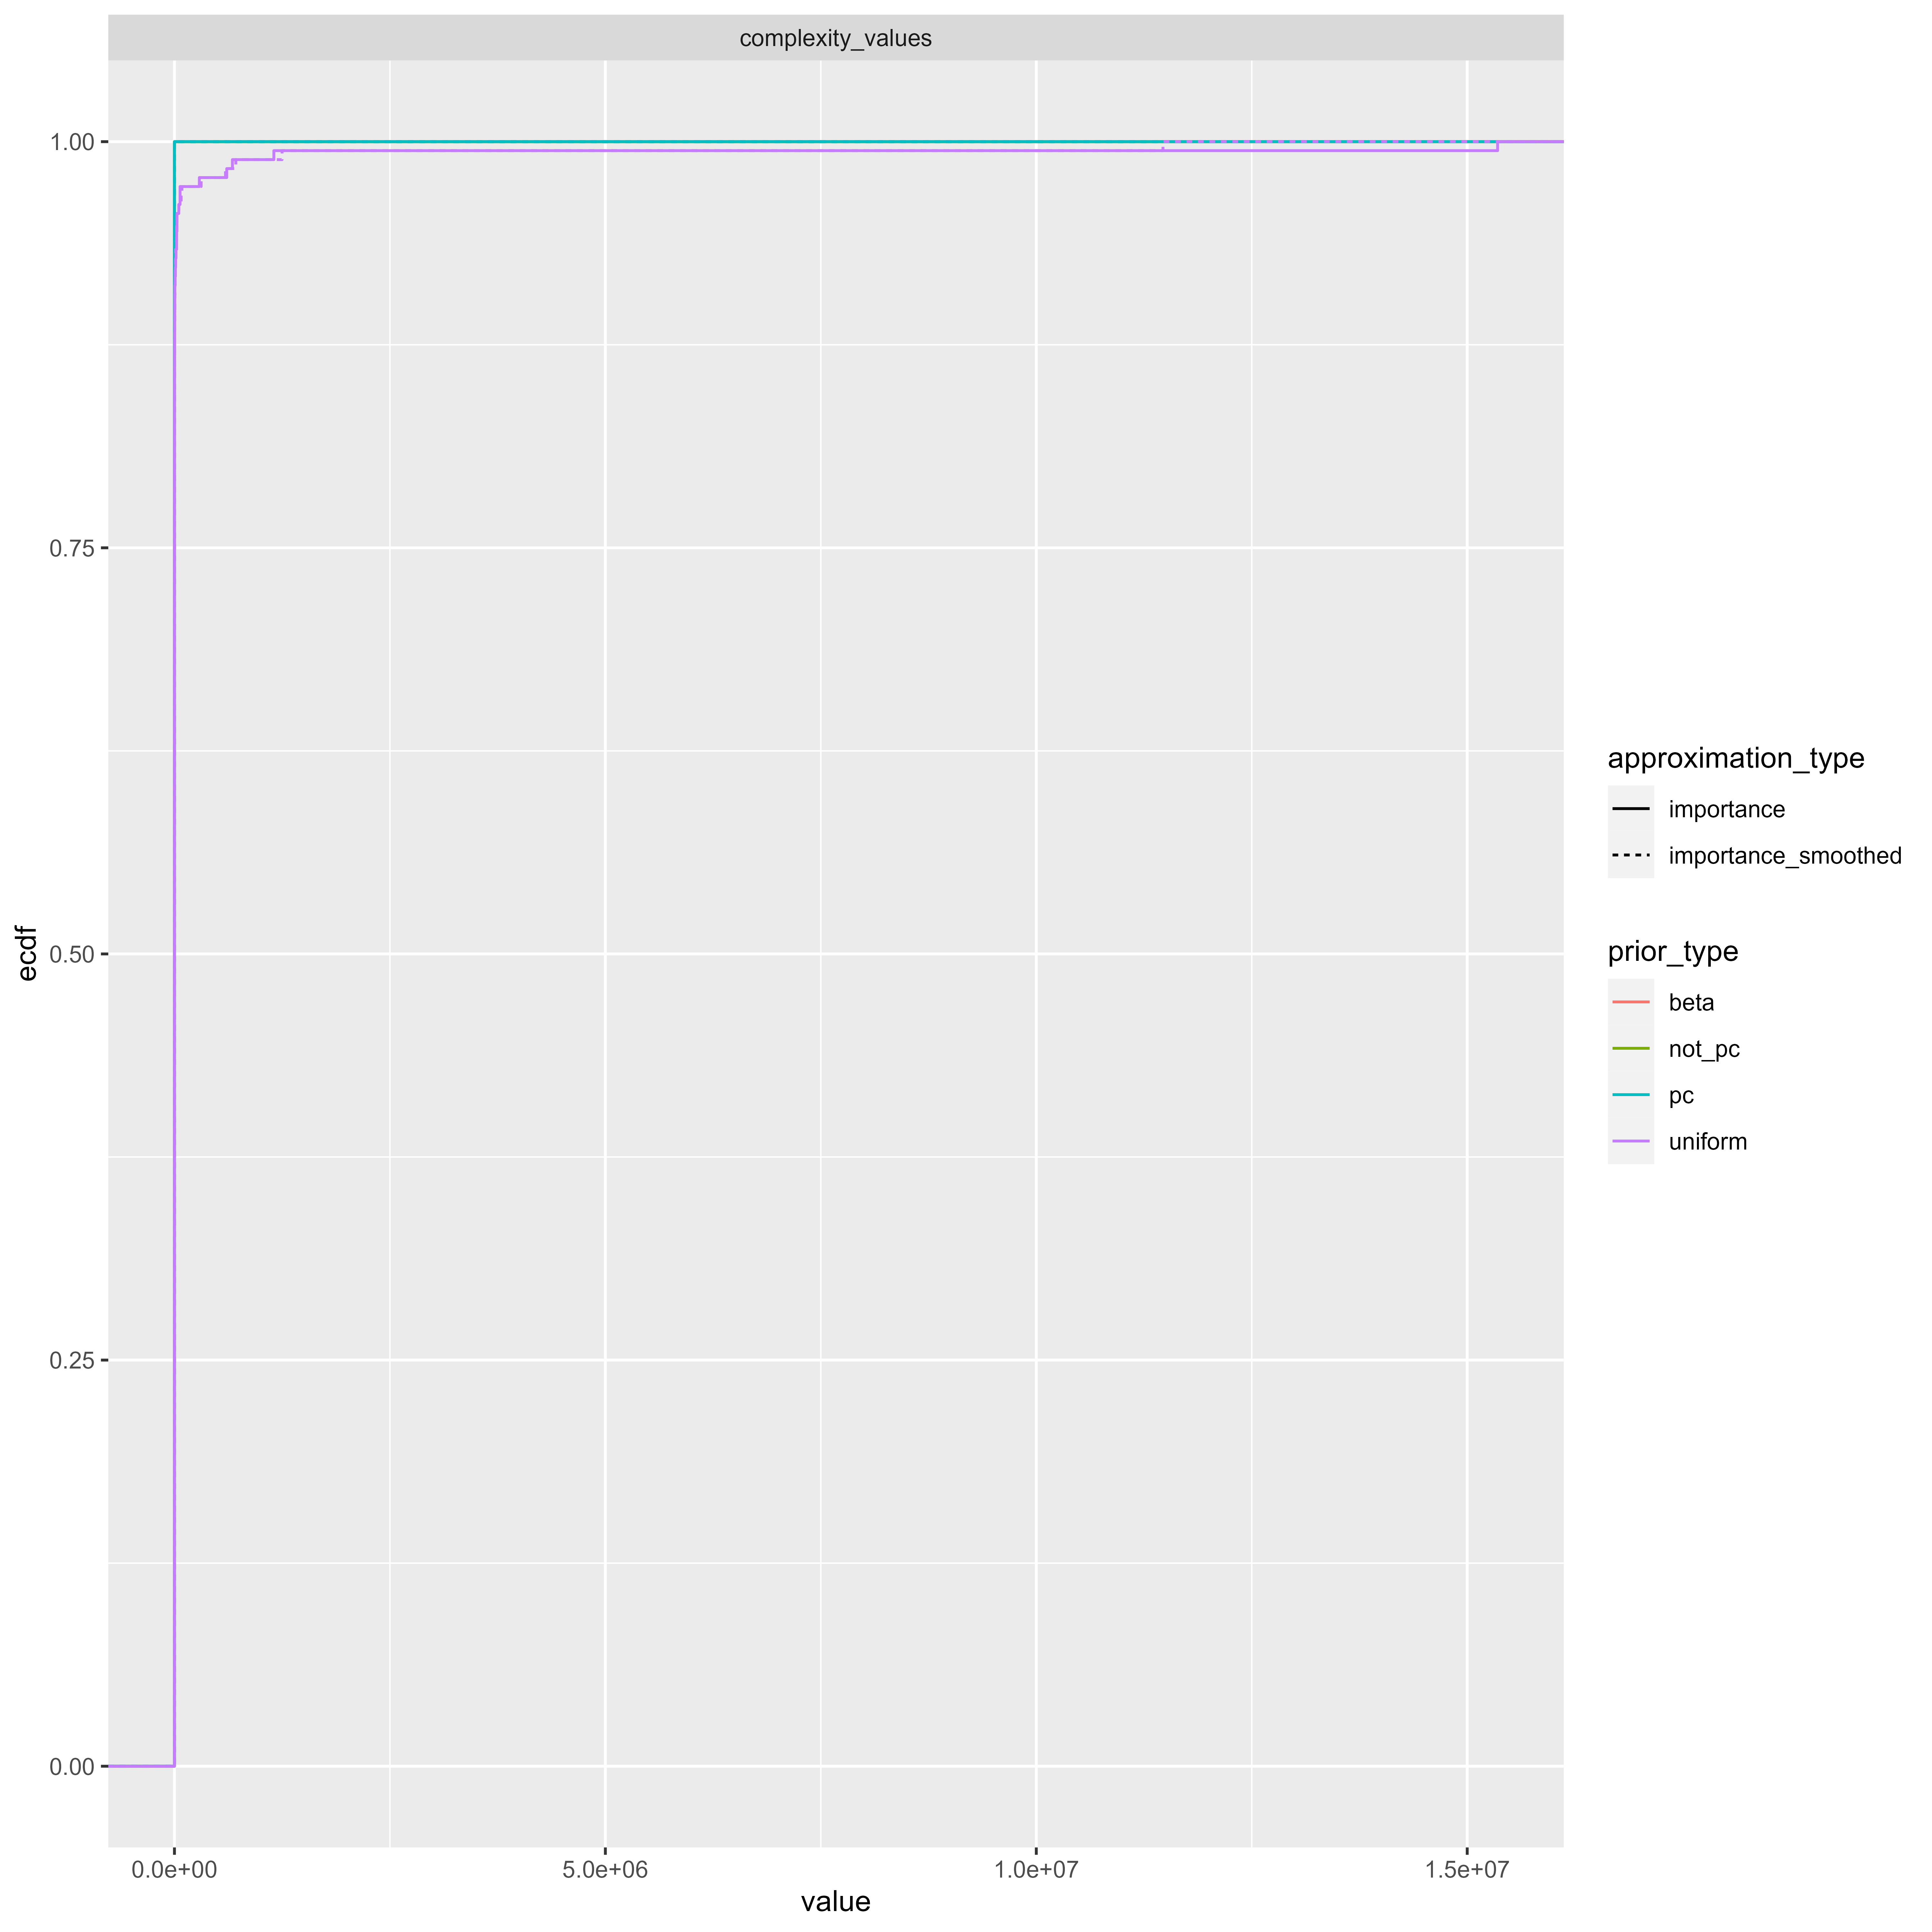 complexity_values
1.00
0.75
0.50
0.25
0.00
ecdf
0.0e+00
5.0e+06
1.0e+07
1.5e+07
value
approximation_type
importance
importance_smoothed
prior_type
beta
not_pc
pc
uniform